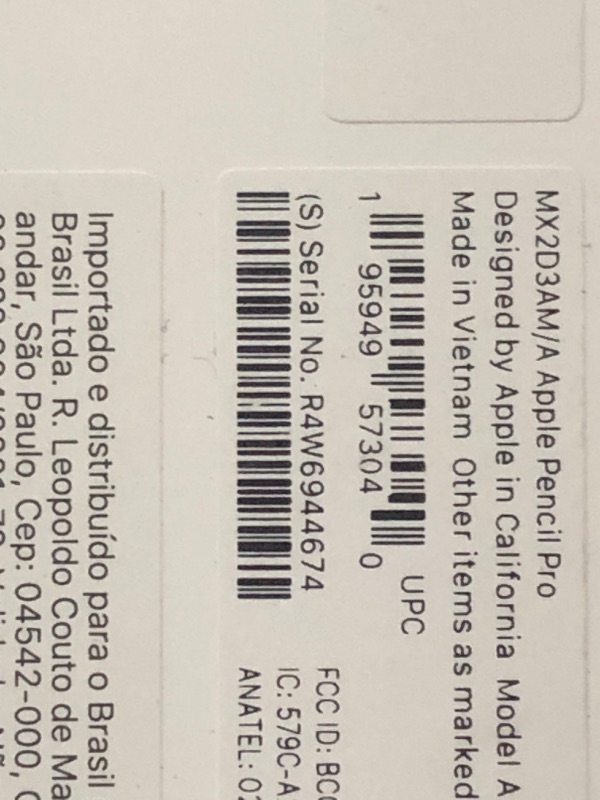 MX2D3AM/A Apple Pencil Pro
Designed by Apple in California Model A
Made in Vietnam Other items as marked
UPC
1 95949 57304 0
(S) Serial No. R4W6944674
FCC ID: BC
IC: 579C-A
ANATEL: 02
Importado e distribuído para o Brasil
Brasil Ltda. R. Leopoldo Couto de Ma
andar, São Paulo, Cep: 04542-000,